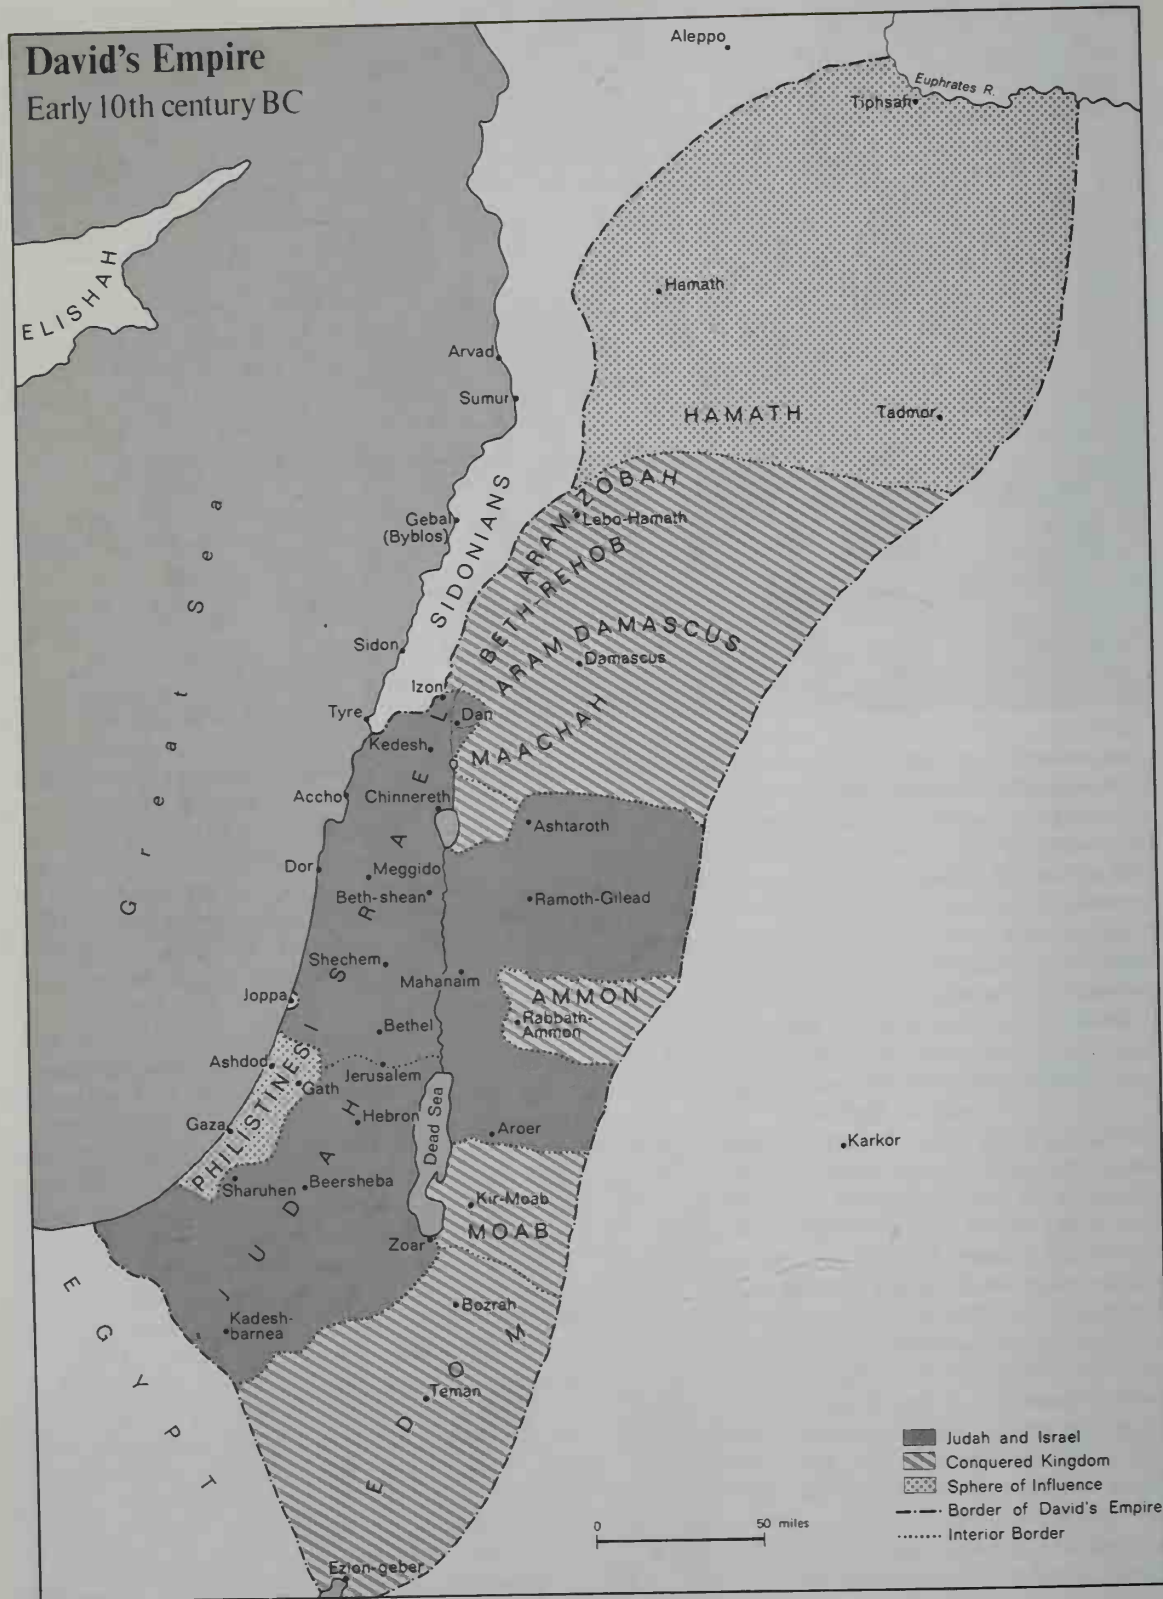 David's Empire
Early 10th century BC
Aleppo
Euphrates R.
Tiphsah
ELISHAH
Hamath
Arvad
Sumur
HAMATH
Tadmor
Great Sea
ARAM-ZOBAH
Lebo-Hamath
Gebal
(Byblos)
SIDONIANS
BETH-REHOB
ARAM DAMASCUS
Damascus
Sidon
Izon
Tyre
Dan
Kedesh
MAACHAH
Accho
Chinnereth
Ashtaroth
ISRAEL
Dor
Meggido
Beth-shean
Ramoth-Gilead
Shechem
Mahanaim
Joppa
AMMON
Rabbath-
Ammon
Bethel
Ashdod
Jerusalem
Gath
PHILISTINES
Gaza
Hebron
Dead Sea
Aroer
Karkor
JUDAH
Sharuhen
Beersheba
Kir-Moab
MOAB
Zoar
EGYPT
Bozrah
Kadesh-
barnea
EDOM
Teman
Ezion-geber
Judah and Israel
Conquered Kingdom
Sphere of Influence
Border of David's Empire
Interior Border
0
50 miles